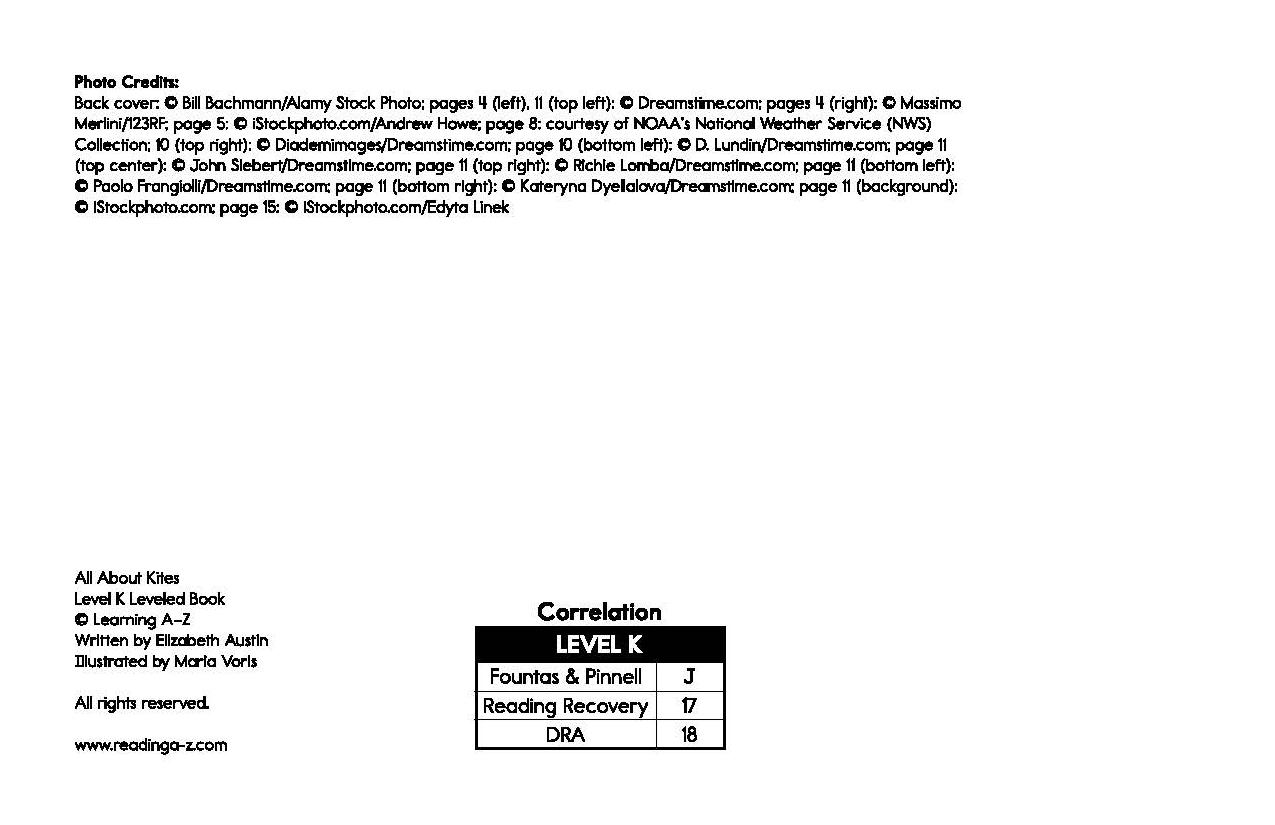 Photo Credits:
Back cover: © Bill Bachmann/Alamy Stock Photo; pages 4 (left), 11 (top left): © Dreamstime.com; pages 4 (right): © Massimo
Merlini/123RF; page 5: © iStockphoto.com/Andrew Howe; page 8: courtesy of NOAA's National Weather Service (NWS)
Collection; 10 (top right): © Diademimages/Dreamstime.com; page 10 (bottom left): © D. Lundin/Dreamstime.com; page 11
(top center): © John Siebert/Dreamstime.com; page 11 (top right): © Richie Lomba/Dreamstime.com; page 11 (bottom left):
© Paolo Frangiolli/Dreamstime.com; page 11 (bottom right): © Kateryna Dyellalova/Dreamstime.com; page 11 (background):
© iStockphoto.com; page 15: © iStockphoto.com/Edyta Linek
All About Kites
Level K Leveled Book
© Learning A–Z
Written by Elizabeth Austin
Illustrated by Maria Voris
All rights reserved.
www.readinga-z.com
Correlation
LEVEL K
Fountas & Pinnell J
Reading Recovery 17
DRA 18